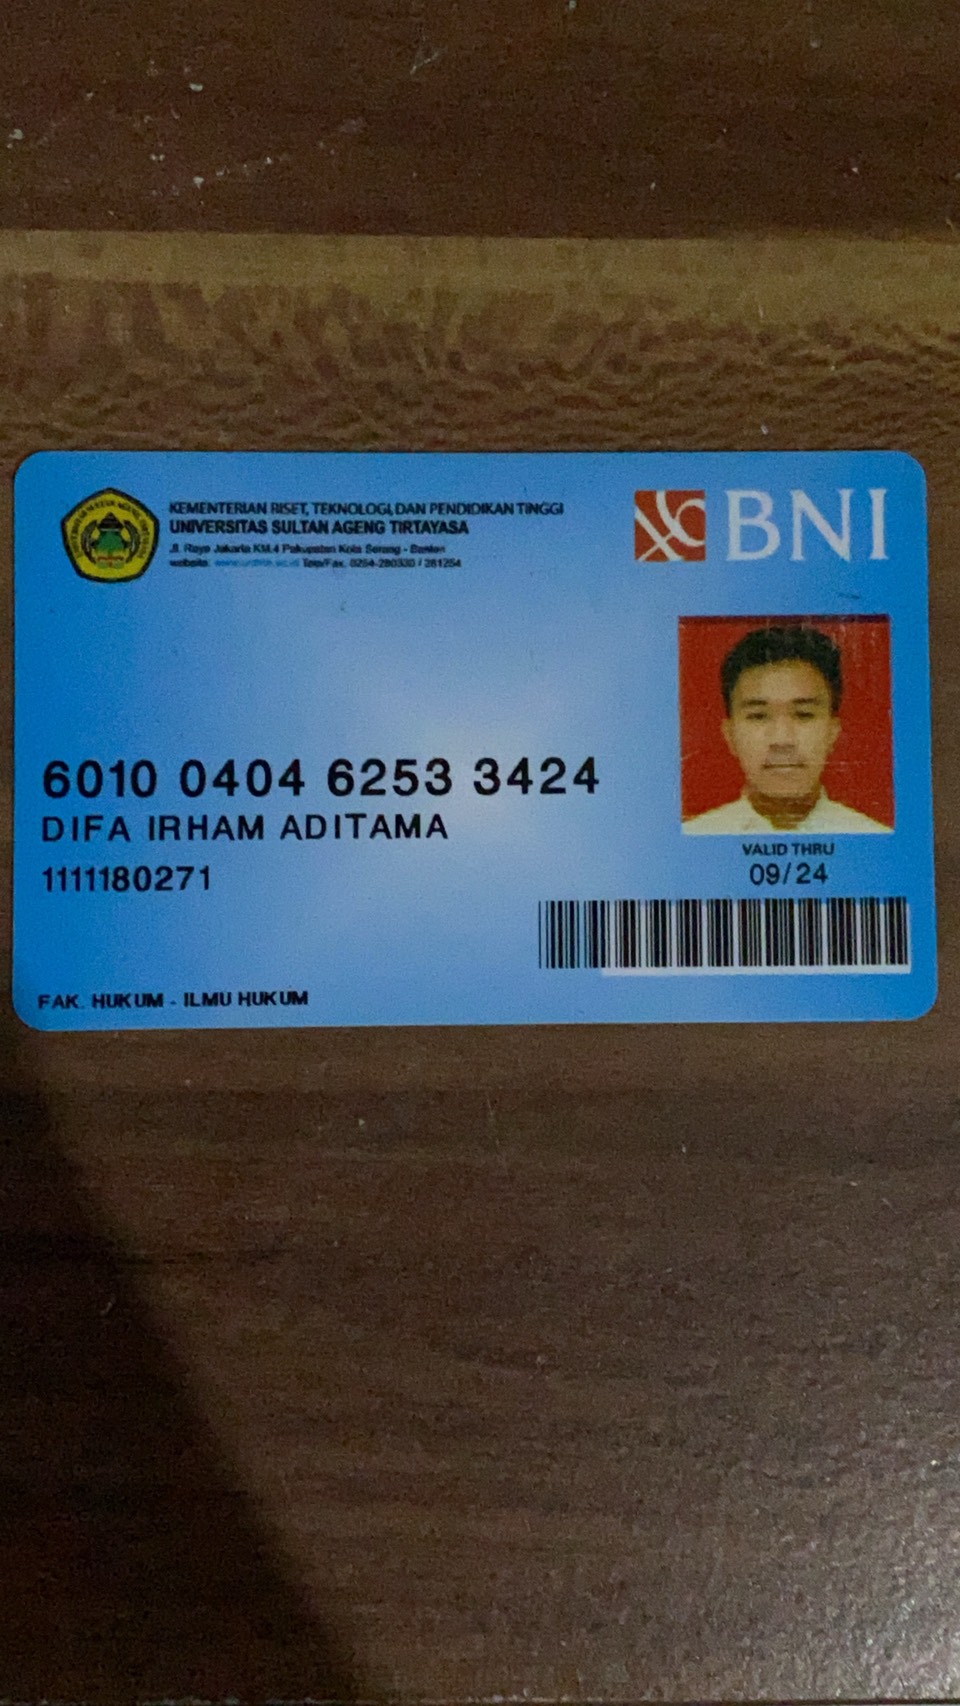 KEMENTERIAN RISET, TEKNOLOGI, DAN PENDIDIKAN TINGGI
UNIVERSITAS SULTAN AGENG TIRTAYASA
Jl. Raya Jakarta KM.4 Pakupatan Kota Serang - Banten
website. Telp/Fax. 0254-280330 / 281254
BNI
6010 0404 6253 3424
DIFA IRHAM ADITAMA
1111180271
VALID THRU
09/24
FAK. HUKUM - ILMU HUKUM